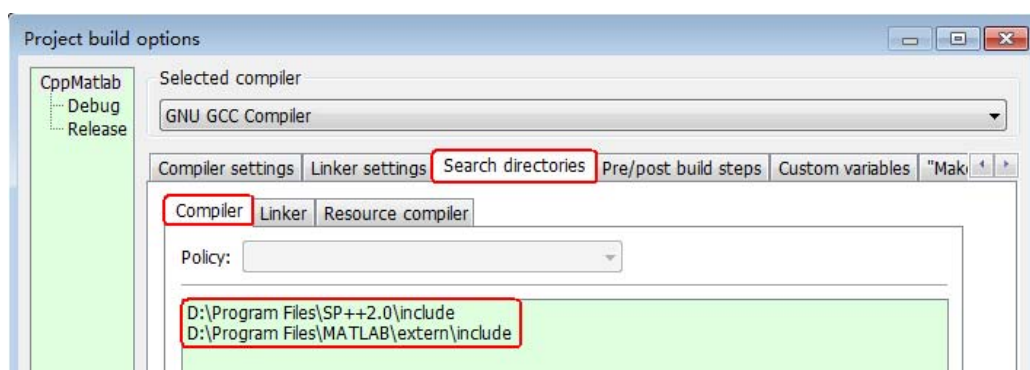 Project build options
CppMatlab
Debug
Release
Selected compiler
GNU GCC Compiler
Compiler settings Linker settings Search directories Pre/post build steps Custom variables "Make
Compiler Linker Resource compiler
Policy:
D:\Program Files\SP++2.0\include
D:\Program Files\MATLAB\extern\include